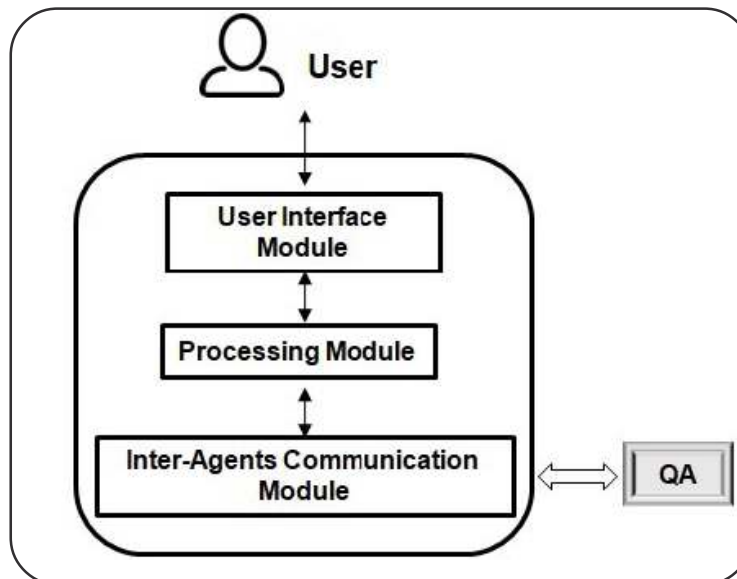 User
User Interface
Module
Processing Module
Inter-Agents Communication
Module
QA